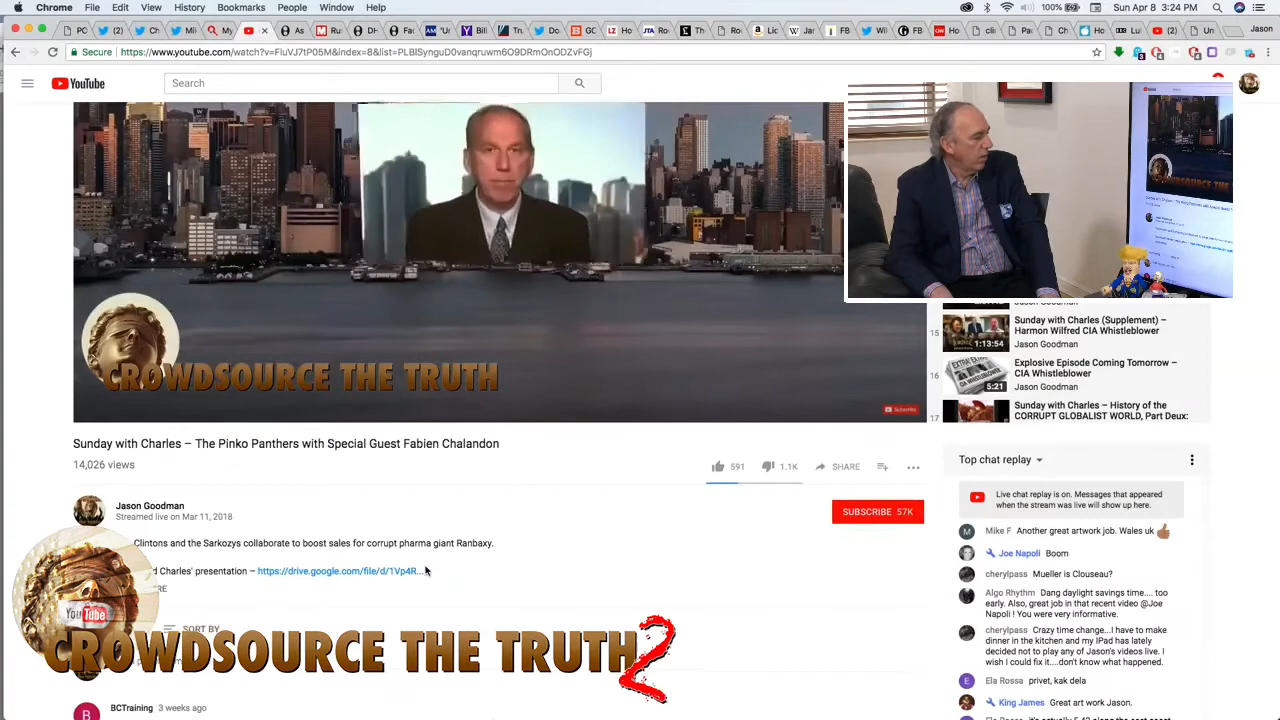 Chrome File Edit View History Bookmarks People Window Help
100% Sun Apr 8 3:24 PM
Jason
Secure https://www.youtube.com/watch?v=FluVJ7tP05M&index=8&list=PLBlSynguD0vanqruwm6O9DRmOnODZvFGj
YouTube
Search
CROWDSOURCE THE TRUTH
Subscribe
Sunday with Charles – The Pinko Panthers with Special Guest Fabien Chalandon
14,026 views
591 1.1K SHARE
Jason Goodman
Streamed live on Mar 11, 2018
SUBSCRIBE 57K
Clintons and the Sarkozys collaborate to boost sales for corrupt pharma giant Ranbaxy.
d Charles' presentation – https://drive.google.com/file/d/1Vp4R...
RE
SORT BY
YouTube
CROWDSOURCE THE TRUTH 2
BCTraining 3 weeks ago
15
Sunday with Charles (Supplement) –
Harmon Wilfred CIA Whistleblower
Jason Goodman
1:13:54
16
Explosive Episode Coming Tomorrow –
CIA Whistleblower
Jason Goodman
5:21
17
Sunday with Charles – History of the
CORRUPT GLOBALIST WORLD, Part Deux:
Top chat replay
Live chat replay is on. Messages that appeared
when the stream was live will show up here.
Mike F Another great artwork job. Wales uk
Joe Napoli Boom
cherylpass Mueller is Clouseau?
Algo Rhythm Dang daylight savings time.... too
early. Also, great job in that recent video @Joe
Napoli ! You were very informative.
cherylpass Crazy time change...I have to make
dinner in the kitchen and my IPad has lately
decided not to play any of Jason's videos live. I
wish I could fix it....don't know what happened.
Ela Rossa privet, kak dela
King James Great art work Jason.